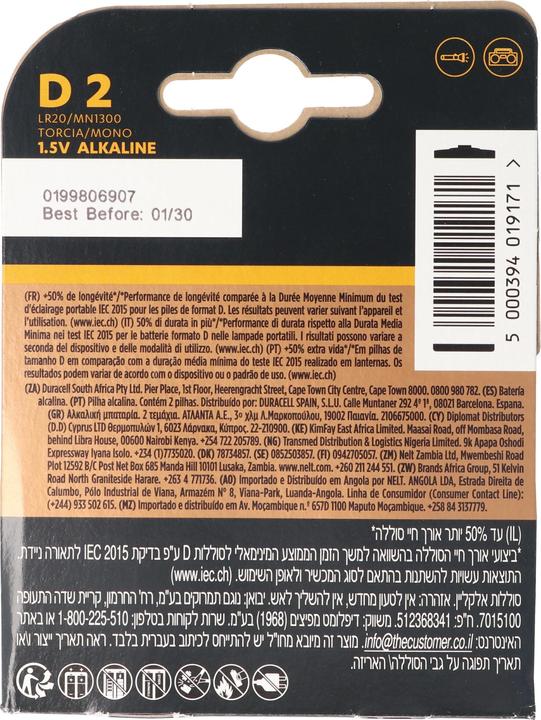 D 2
LR20/MN1300
TORCIA/MONO
1.5V ALKALINE
0199806907
Best Before: 01/30
5 000394 019171 >
(FR) +50% de longévité*/*Performance de longévité comparée à la Durée Moyenne Minimum du test
d'éclairage portable IEC 2015 pour les piles de format D. Les résultats peuvent varier suivant l'appareil et
l'utilisation. (www.iec.ch) (IT) 50% di durata in più*/*Performance di durata rispetto alla Durata Media
Minima nei test IEC 2015 per le batterie formato D nelle lampade portatili. I risultati possono variare a
seconda del dispositivo e delle modalità di utilizzo. (www.iec.ch) (PT) +50% extra vida*/*Em pilhas de
tamanho D em comparação com a duração média mínima do teste IEC 2015 realizado em lanternas. Os
resultados podem variar de acordo com o dispositivo ou o padrão de uso. (www.iec.ch)
(ZA) Duracell South Africa Pty Ltd. Pier Place, 1st Floor, Heerengracht Street, Cape Town City Centre, Cape Town 8000. 0800 980 782. (ES) Batería
alcalina. (PT) Pilha alcalina. Contém 2 pilhas. Distribuido por: DURACELL SPAIN, S.L.U. Calle Muntaner 292 4º 1ª, 08021 Barcelona. Espana.
(GR) Αλκαλική μπαταρία. 2 τεμάχια. ΑΤΛΑΝΤΑ Α.Ε., 3ο χλμ Λ.Μαρκοπούλου, 19002 Παιανία. 2106675000. (CY) Diplomat Distributors
(D.D) Cyprus LTD Θερμοπυλών 1, 6023 Λάρνακα, Κύπρος. 22-210900. (KE) KimFay East Africa Limited. Maasai Road, off Mombasa Road,
behind Libra House, 00600 Nairobi Kenya. +254 722 205789. (NG) Transmed Distribution & Logistics Nigeria Limited. 9k Apapa Oshodi
Expressway Iyana Isolo. +234 (1)7735020. (DK) 78734857. (SE) 0852503857. (FI) 0942705057. (ZM) Nelt Zambia Ltd, Mwembeshi Road
Plot 12592 B/C Post Net Box 685 Manda Hill 10101 Lusaka, Zambia. www.nelt.com. +260 211 244 551. (ZW) Brands Africa Group, 51 Kelvin
Road North Graniteside Harare. +263 4 771736. (AO) Importado e Distribuído em Angola por NELT. ANGOLA LDA, Estrada Direita de
Calumbo, Pólo Industrial de Viana, Armazém N° 8, Viana-Park, Luanda-Angola. Linha de Consumidor (Consumer Contact Line):
(+244) 933 502 615. (MZ) Importado e distribuido em Av. Moçambique n.º 6570 1100 Maputo Moçambique. +258 84 3137779.
(IL) עד 50% יותר אורך חיי סוללה*
*ביצועי אורך חיי הסוללה בהשוואה למשך הזמן הממוצע המינימאלי לסוללות D ע"פ בדיקת IEC 2015 לתאורה ניידת.
התוצאות עשויות להשתנות בהתאם לסוג המכשיר ולאופן השימוש. (www.iec.ch)
סוללות אלקליין. אזהרה: אין לטעון מחדש, אין להשליך לאש. יבואן: נוגם תמרוקים בע"מ, רח' החרמון, קריית שדה התעופה
7015100. ח"פ: 512368341. משווק: דיפלומט מפיצים (1968) בע"מ. שרות לקוחות בטלפון: 1-800-225-510 או באתר
האינטרנט: info@thecustomer.co.il. מוצר זה מיובא מחו"ל יש להתייחס לכיתוב בעברית בלבד. ראה תאריך ייצור ו\או
תאריך תפוגה על גבי הסוללה\האריזה.